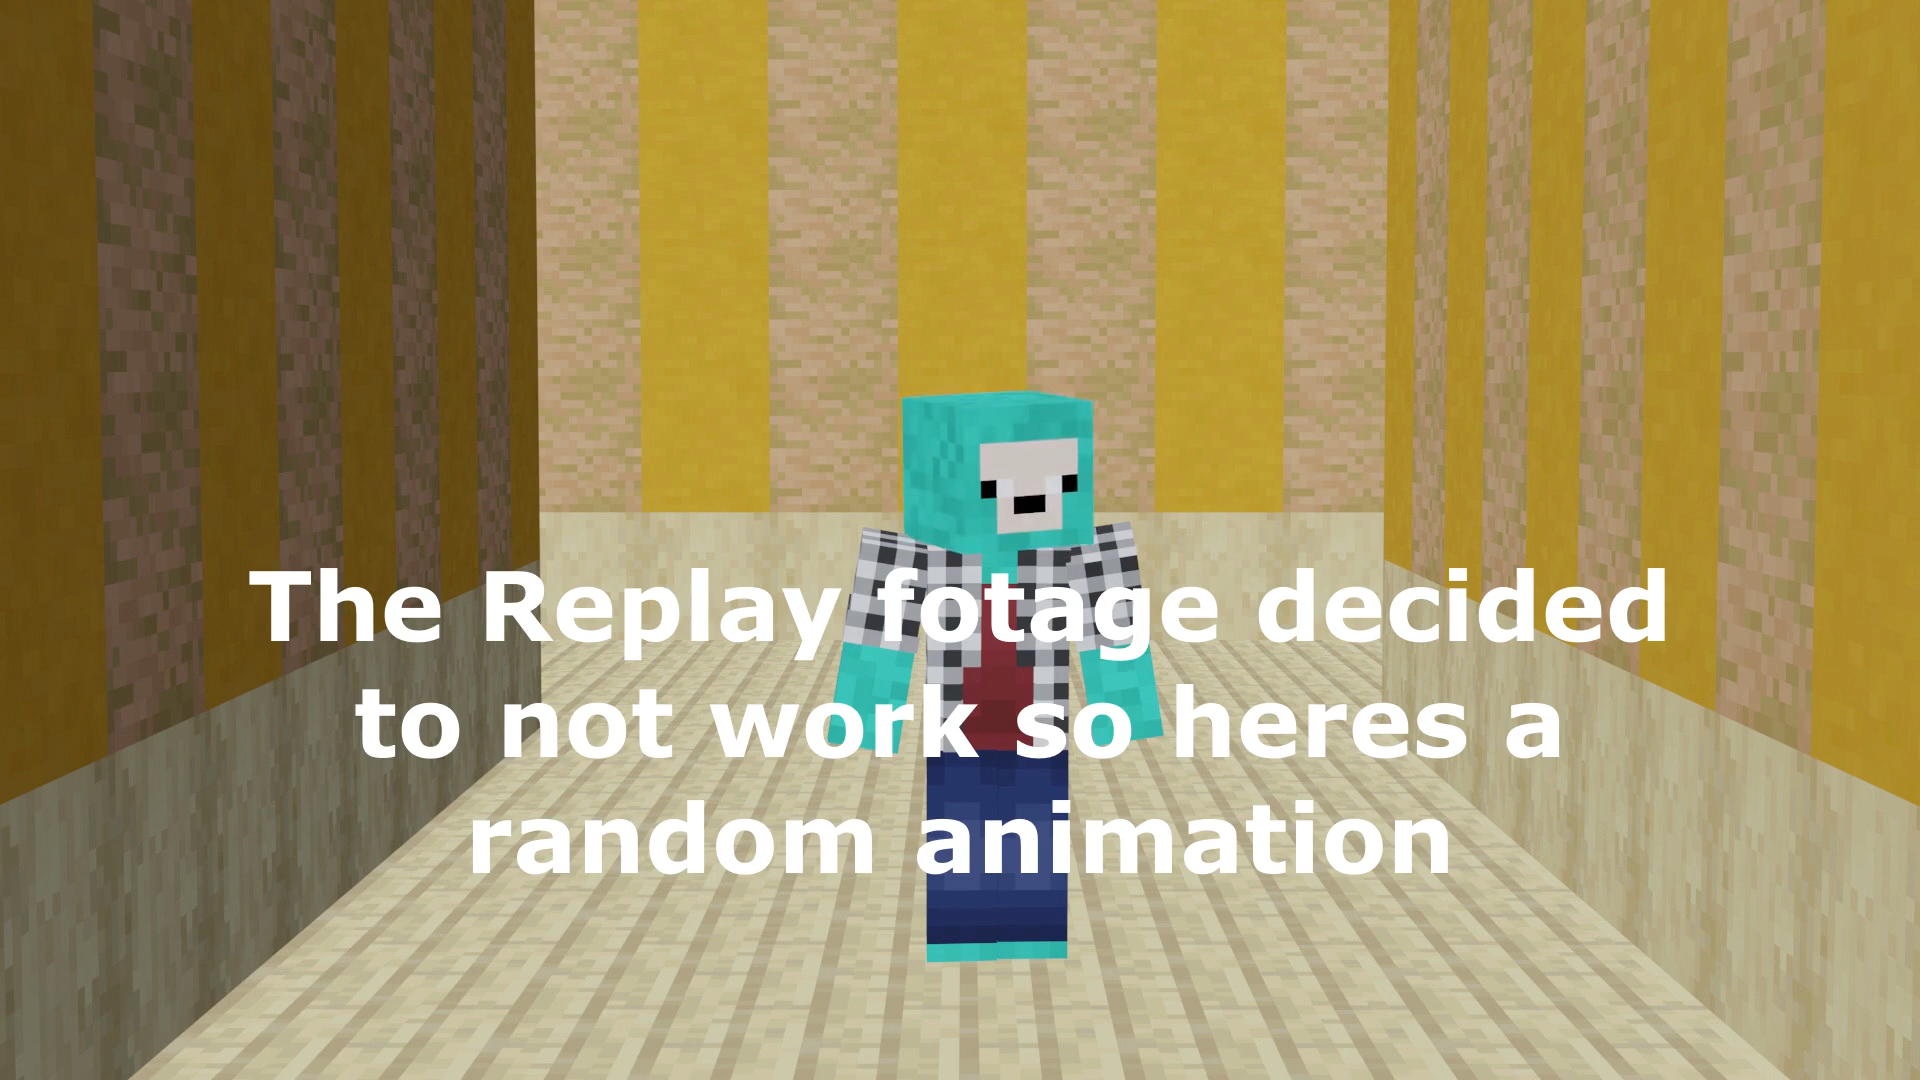 The Replay fotage decided
to not work so heres a
random animation